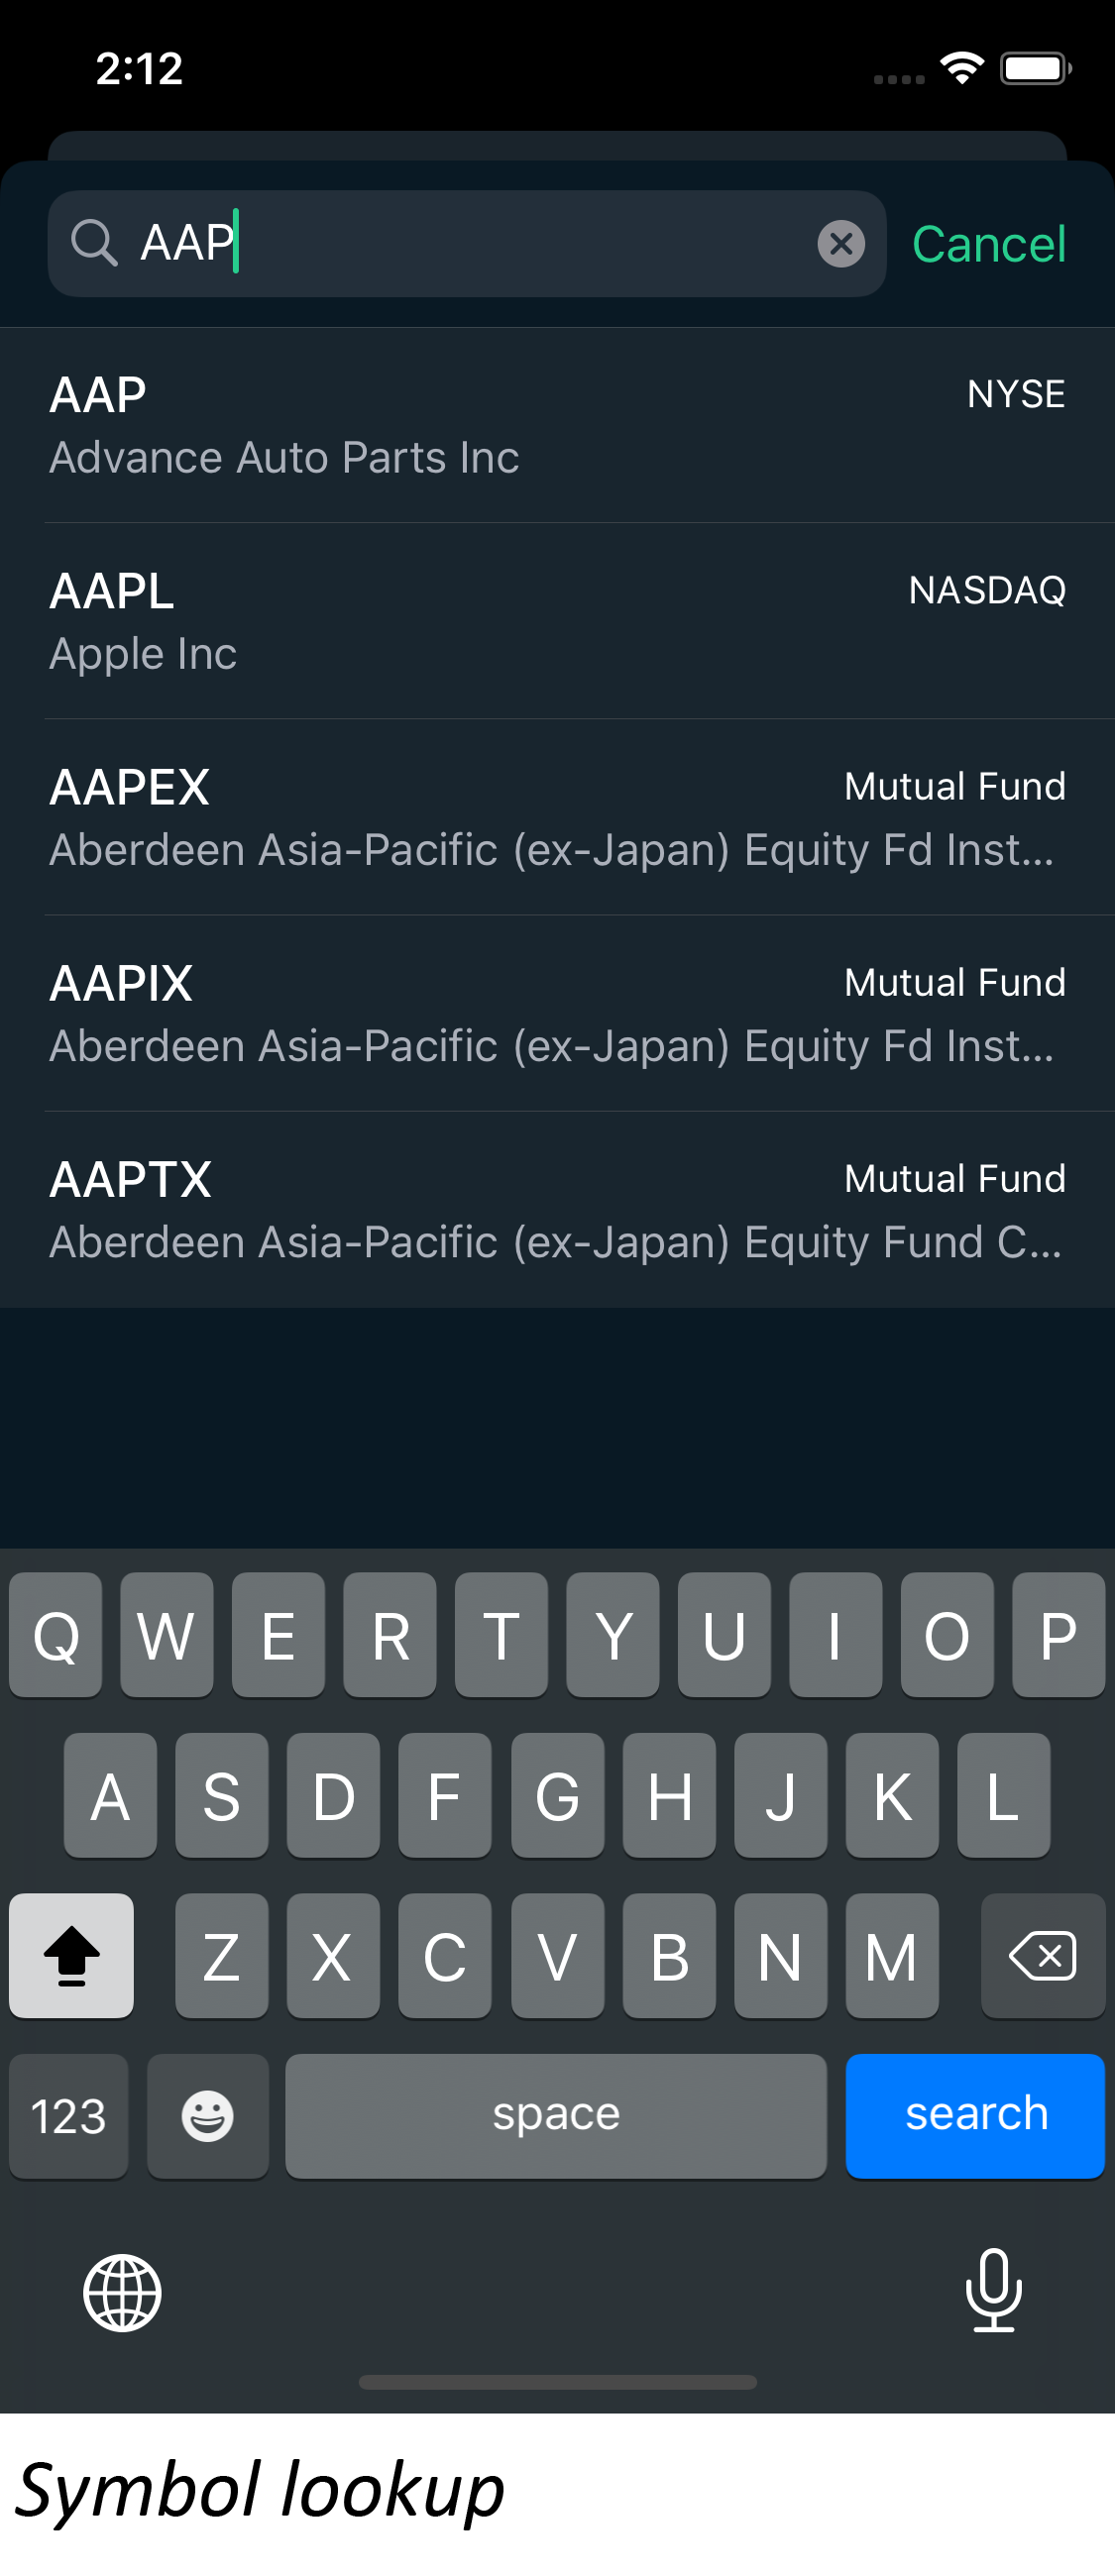 2:12
AAP
Cancel
AAP NYSE
Advance Auto Parts Inc
AAPL NASDAQ
Apple Inc
AAPEX Mutual Fund
Aberdeen Asia-Pacific (ex-Japan) Equity Fd Inst...
AAPIX Mutual Fund
Aberdeen Asia-Pacific (ex-Japan) Equity Fd Inst...
AAPTX Mutual Fund
Aberdeen Asia-Pacific (ex-Japan) Equity Fund C...
Q W E R T Y U I O P
A S D F G H J K L
Z X C V B N M
123 space search
Symbol lookup